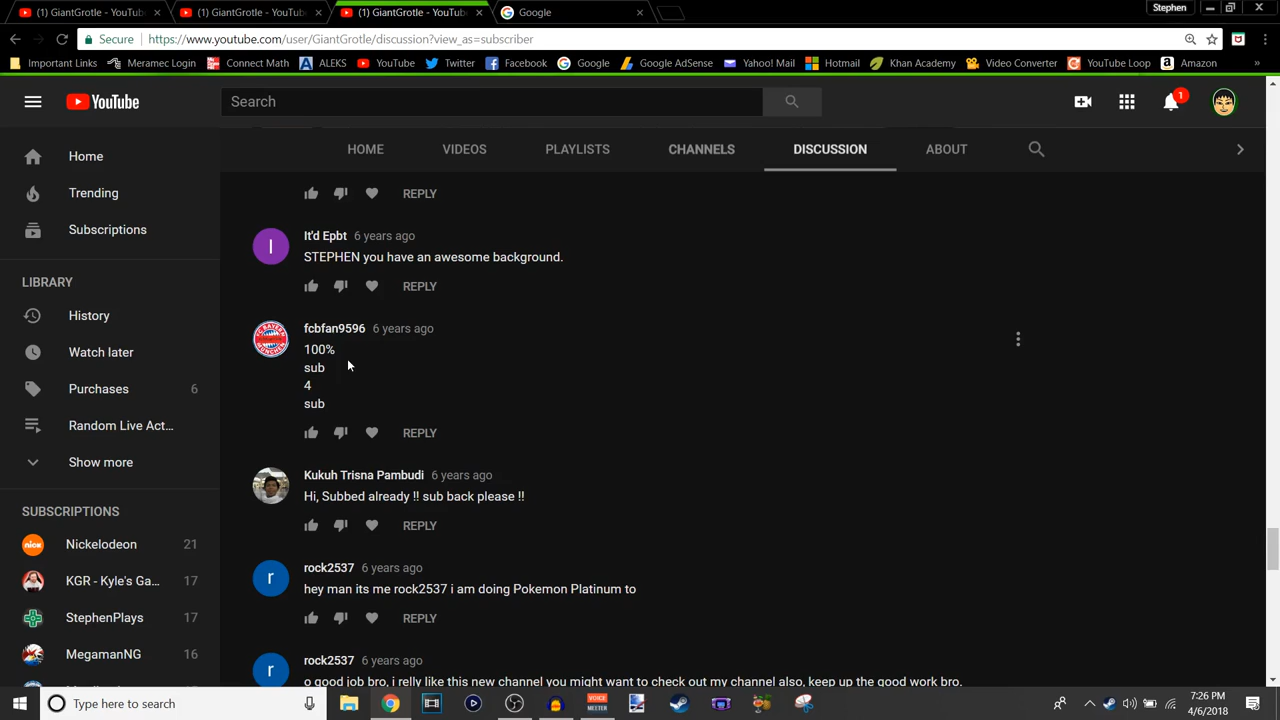 (1) GiantGrotle - YouTub
(1) GiantGrotle - YouTub
(1) GiantGrotle - YouTub
Google
Stephen
Secure
https://www.youtube.com/user/GiantGrotle/discussion?view_as=subscriber
Important Links
Meramec Login
Connect Math
ALEKS
YouTube
Twitter
Facebook
Google
Google AdSense
Yahoo! Mail
Hotmail
Khan Academy
Video Converter
YouTube Loop
Amazon
YouTube
Search
1
HOME
VIDEOS
PLAYLISTS
CHANNELS
DISCUSSION
ABOUT
Home
Trending
Subscriptions
LIBRARY
History
Watch later
Purchases 6
Random Live Act...
Show more
SUBSCRIPTIONS
Nickelodeon 21
KGR - Kyle's Ga... 17
StephenPlays 17
MegamanNG 16
REPLY
It'd Epbt 6 years ago
STEPHEN you have an awesome background.
REPLY
fcbfan9596 6 years ago
100%
sub
4
sub
REPLY
Kukuh Trisna Pambudi 6 years ago
Hi, Subbed already !! sub back please !!
REPLY
rock2537 6 years ago
hey man its me rock2537 i am doing Pokemon Platinum to
REPLY
rock2537 6 years ago
o good job bro, i relly like this new channel you might want to check out my channel also, keep up the good work bro.
Type here to search
7:26 PM
4/6/2018